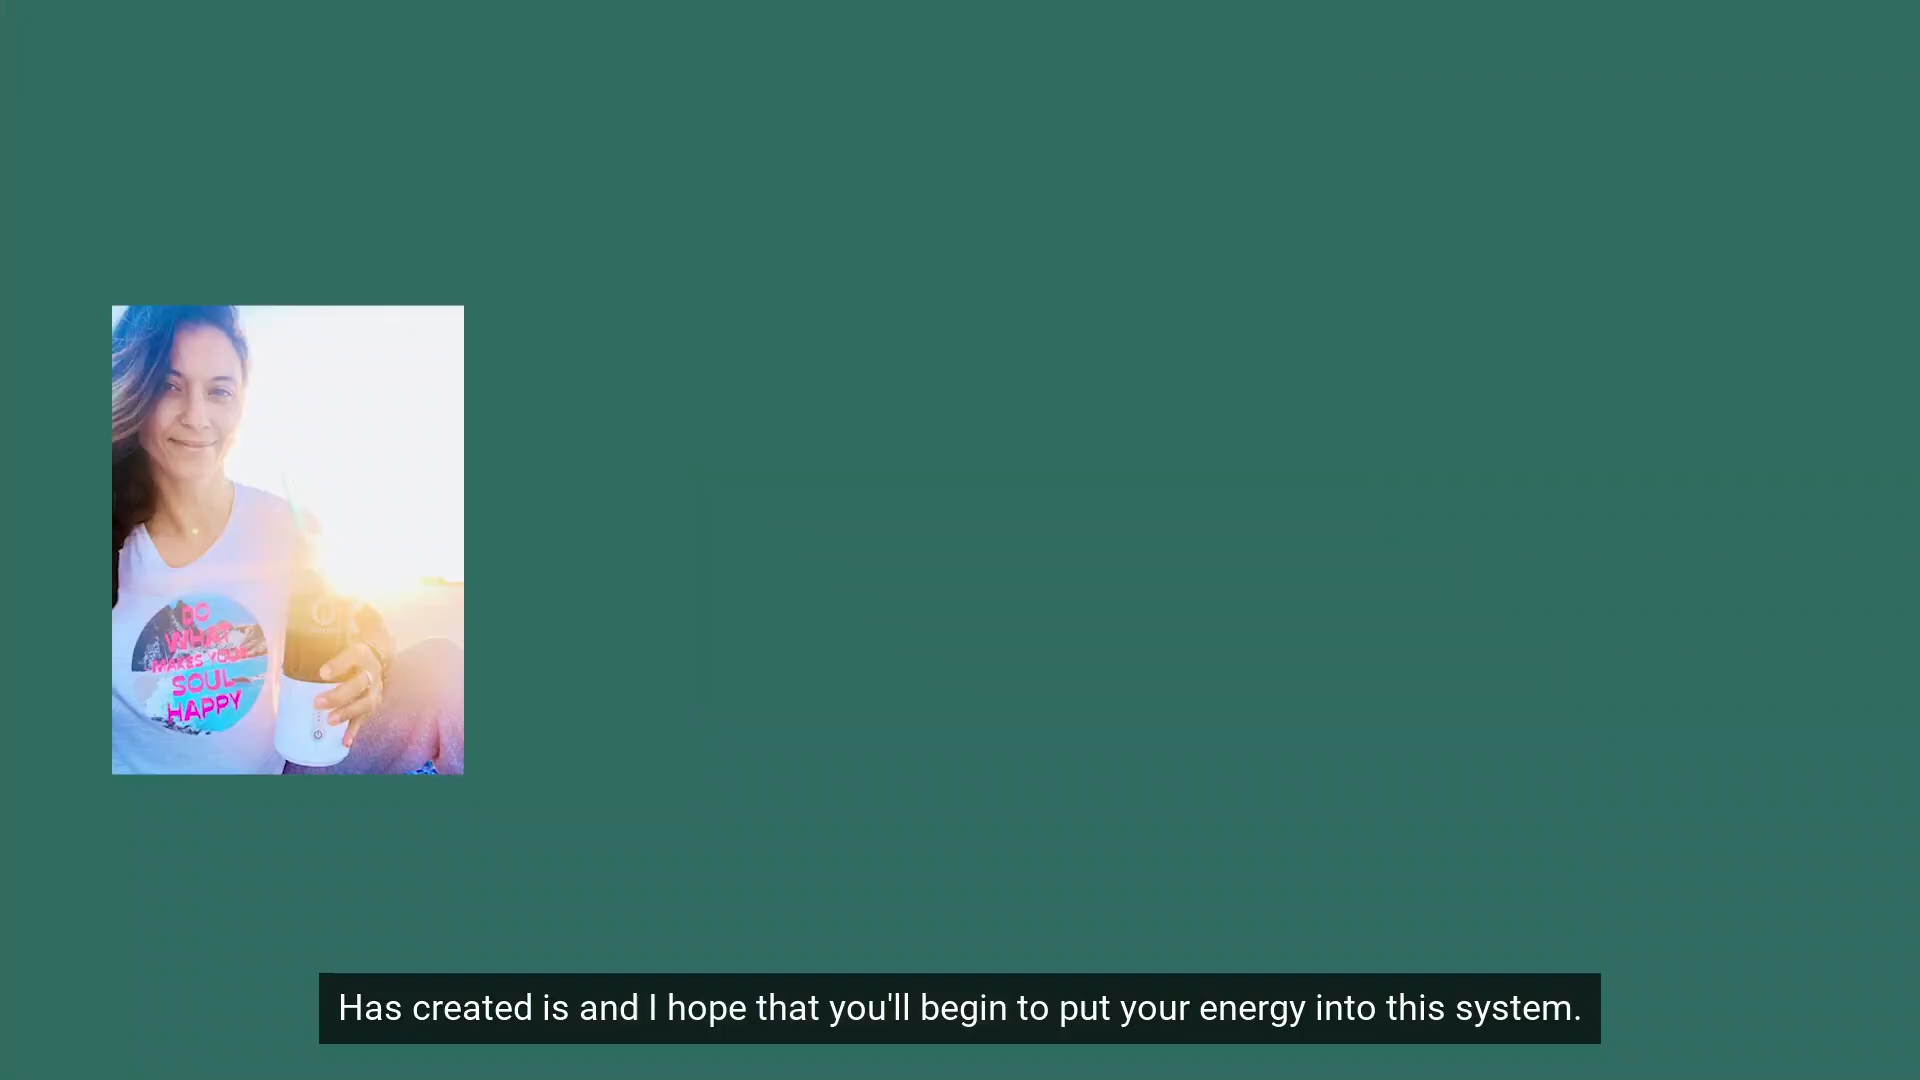 DO
WHAT
MAKES YOUR
SOUL
HAPPY
Has created is and I hope that you'll begin to put your energy into this system.